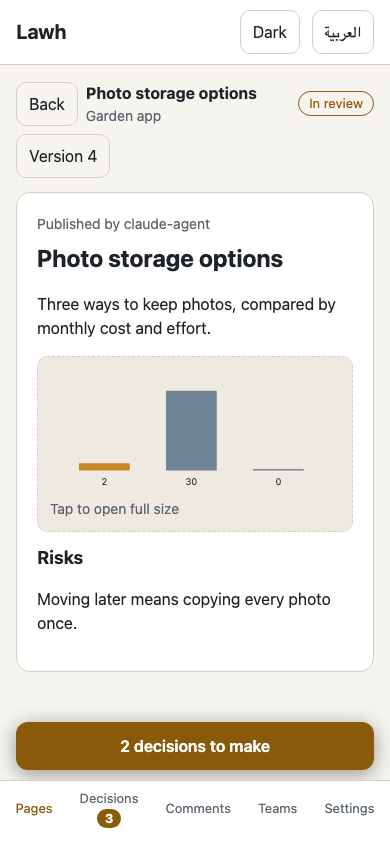 Lawh
Dark
العربية
Back
Photo storage options
Garden app
In review
Version 4
Published by claude-agent
Photo storage options
Three ways to keep photos, compared by
monthly cost and effort.
2
30
0
Tap to open full size
Risks
Moving later means copying every photo
once.
2 decisions to make
Pages
Decisions
3
Comments
Teams
Settings